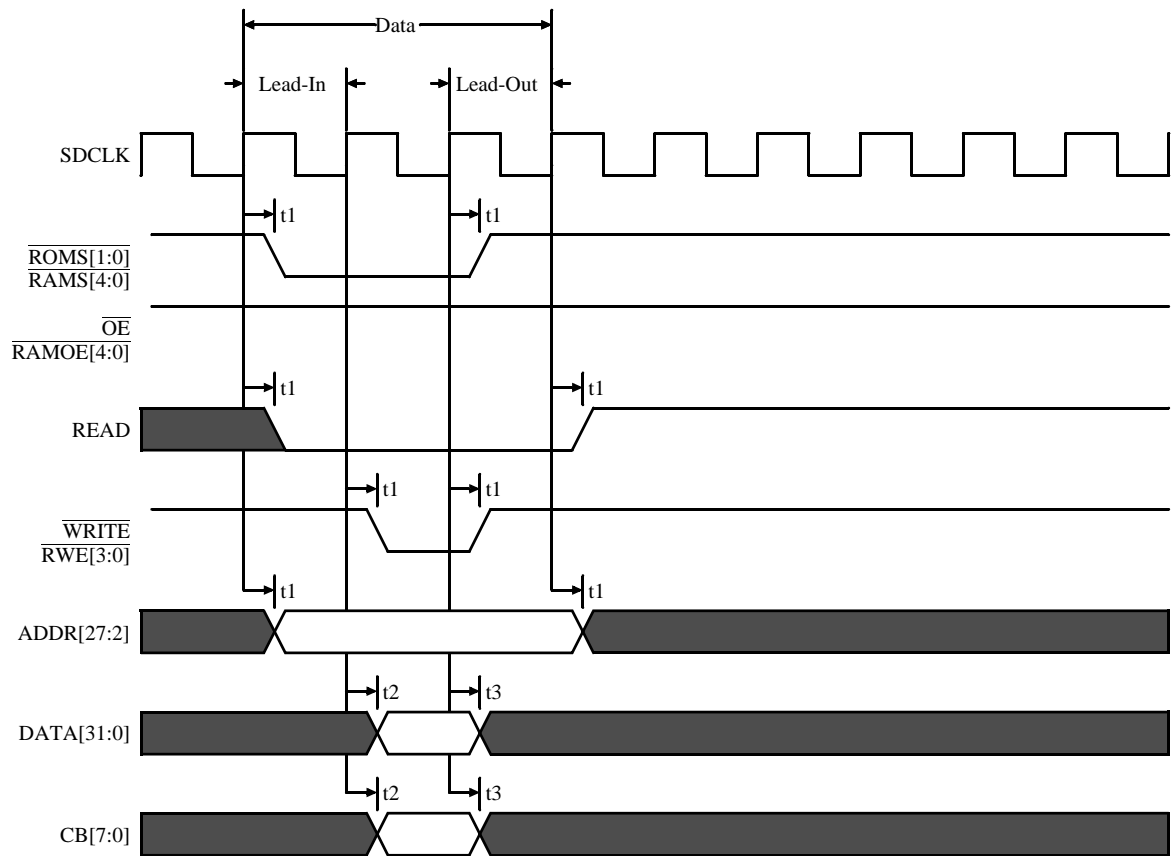 Data
Lead-In Lead-Out
SDCLK
t1 t1
ROMS[1:0]
RAMS[4:0]
OE
RAMOE[4:0]
t1 t1
READ
t1 t1
WRITE
RWE[3:0]
t1 t1
ADDR[27:2]
t2 t3
DATA[31:0]
t2 t3
CB[7:0]